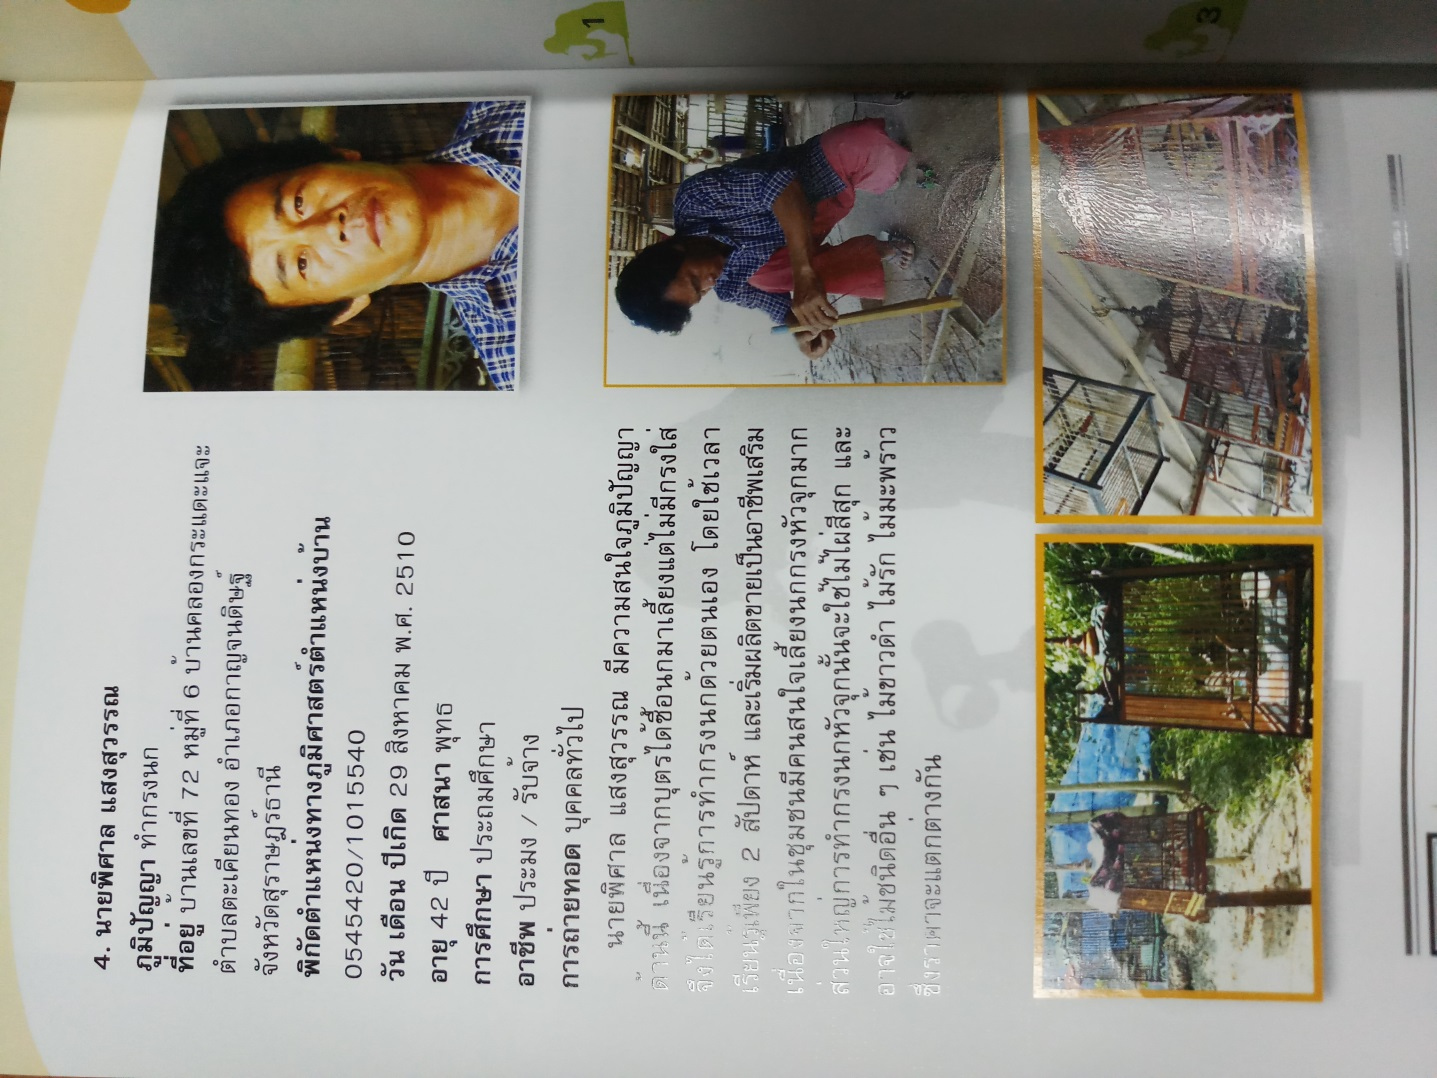 4. นายพิศาล แสงสุวรรณ
ภูมิปัญญา ทำกรงนก
ที่อยู่ บ้านเลขที่ 72 หมู่ที่ 6 บ้านคลองกระแดะแจะ
ตำบลตะเคียนทอง อำเภอกาญจนดิษฐ์
จังหวัดสุราษฎร์ธานี
พิกัดตำแหน่งทางภูมิศาสตร์ตำแหน่งบ้าน
0545420/1015540
วัน เดือน ปีเกิด 29 สิงหาคม พ.ศ. 2510
อายุ 42 ปี ศาสนา พุทธ
การศึกษา ประถมศึกษา
อาชีพ ประมง / รับจ้าง
การถ่ายทอด บุคคลทั่วไป
นายพิศาล แสงสุวรรณ มีความสนใจภูมิปัญญา
ด้านนี้ เนื่องจากบุตรได้ซื้อนกมาเลี้ยงแต่ไม่มีกรงใส่
จึงได้เรียนรู้การทำกรงนกด้วยตนเอง โดยใช้เวลา
เรียนรู้เพียง 2 สัปดาห์ และเริ่มผลิตขายเป็นอาชีพเสริม
เนื่องจากในชุมชนมีคนสนใจเลี้ยงนกกรงหัวจุกมาก
ส่วนใหญ่การทำกรงนกหัวจุกนั้นจะใช้ไม้ไผ่สีสุก และ
อาจใช้ไม้ชนิดอื่น ๆ เช่น ไม้ขาวดำ ไม้รัก ไม้มะพร้าว
ซึ่งราคาจะแตกต่างกัน
1
3